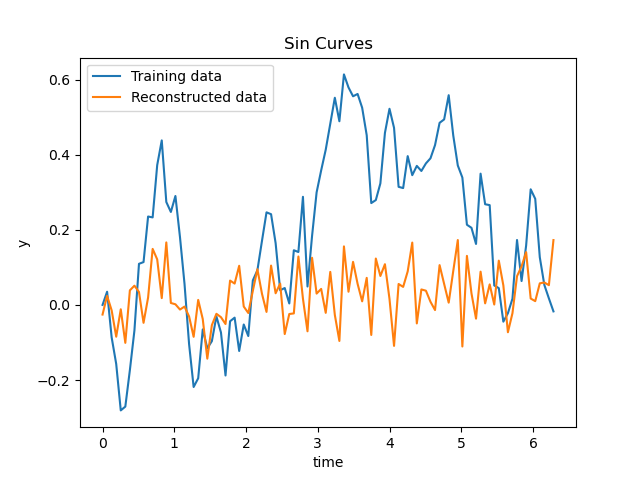 Sin Curves
Training data
Reconstructed data
y
0.6
0.4
0.2
0.0
−0.2
0 1 2 3 4 5 6
time